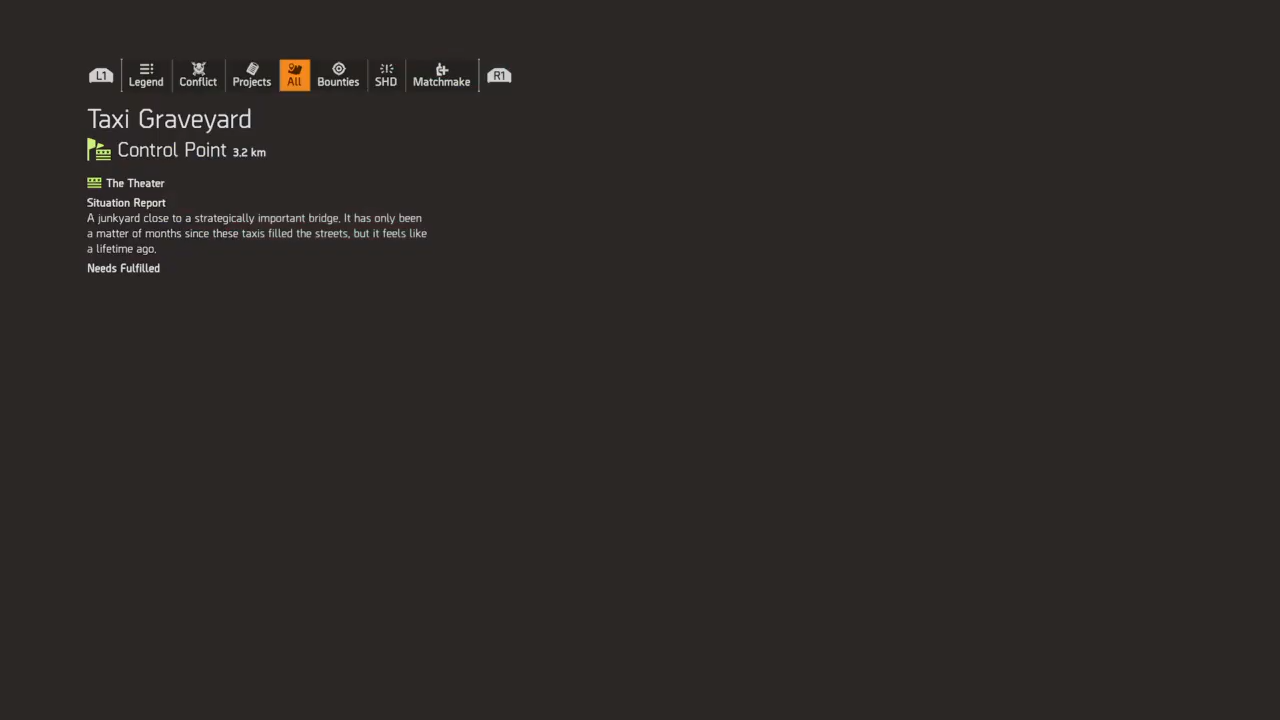 L1 Legend Conflict Projects All Bounties SHD Matchmake R1
Taxi Graveyard
Control Point 3.2 km
The Theater
Situation Report
A junkyard close to a strategically important bridge. It has only been
a matter of months since these taxis filled the streets, but it feels like
a lifetime ago.
Needs Fulfilled